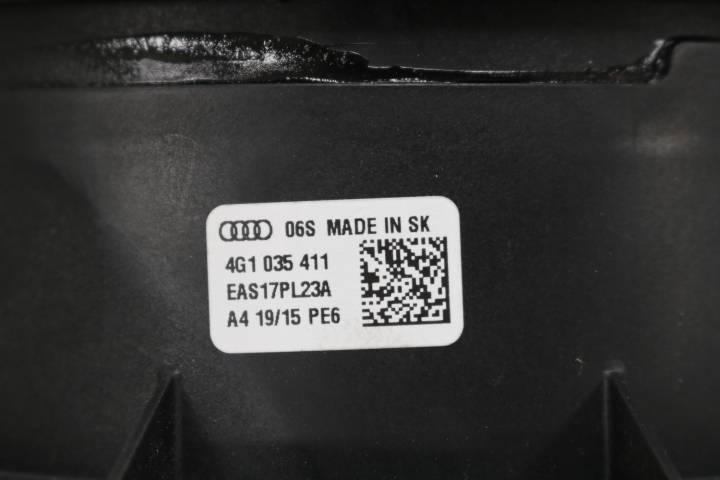 06S MADE IN SK
4G1 035 411
EAS17PL23A
A4 19/15 PE6